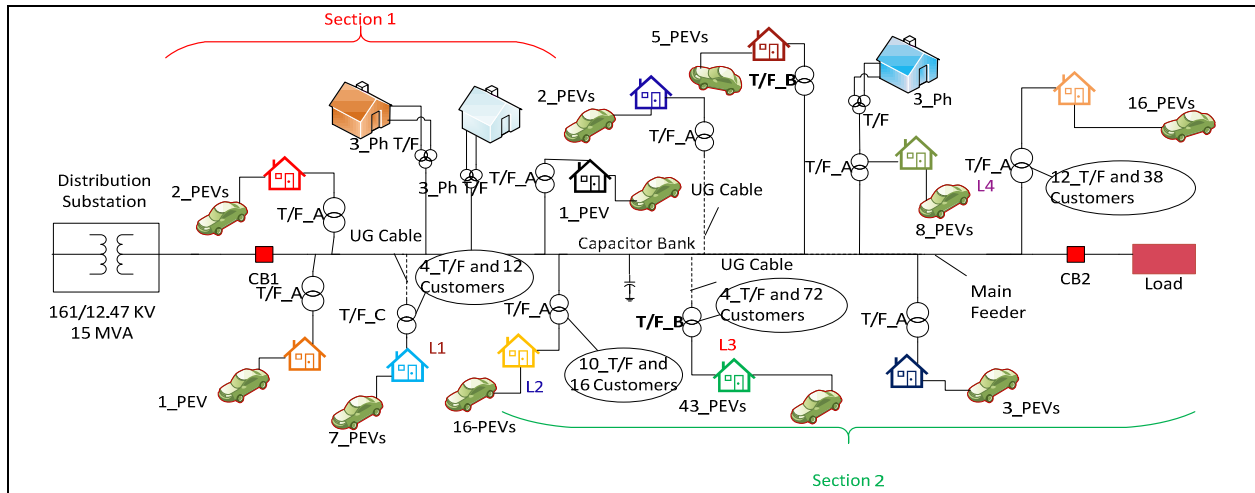 Section 1
5_PEVs
T/F_B
2_PEVs
3_Ph
T/F
16_PEVs
3_Ph T/F
T/F_A
T/F_A
T/F_A
Distribution
Substation
2_PEVs
3_Ph T/F
T/F_A
12_T/F and 38
Customers
L4
1_PEV
UG Cable
8_PEVs
T/F_A
UG Cable
Capacitor Bank
CB1
4_T/F and 12
Customers
UG Cable
CB2
Load
161/12.47 KV
15 MVA
T/F_A
T/F_C
T/F_A
T/F_B
4_T/F and 72
Customers
T/F_A
Main
Feeder
L1
L2
10_T/F and
16 Customers
L3
1_PEV
7_PEVs
16-PEVs
43_PEVs
3_PEVs
Section 2